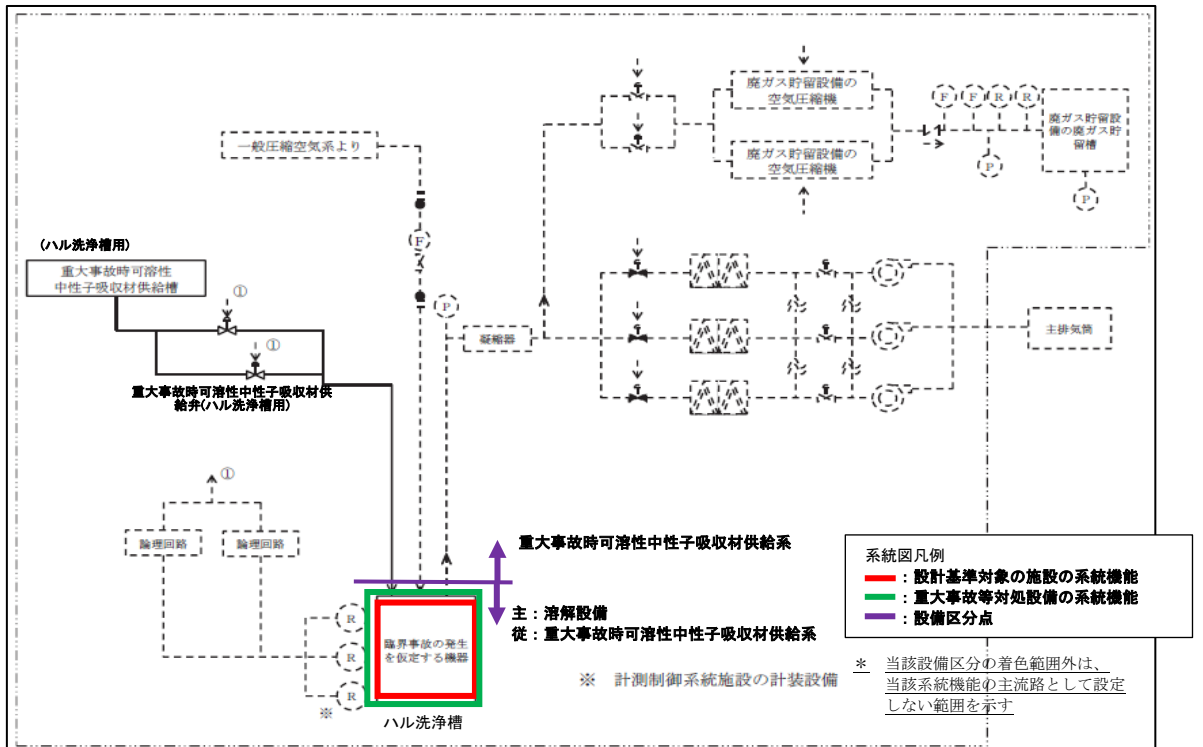 廃ガス貯留設備の
空気圧縮機
F
F
R
R
廃ガス貯留設
備の廃ガス貯
留槽
一般圧縮空気系より
廃ガス貯留設備の
空気圧縮機
P
P
F
(ハル洗浄槽用)
重大事故時可溶性
中性子吸収材供給槽
①
P
凝縮器
主排気筒
①
重大事故時可溶性中性子吸収材供
給弁(ハル洗浄槽用)
①
論理回路
論理回路
重大事故時可溶性中性子吸収材供給系
主：溶解設備
従：重大事故時可溶性中性子吸収材供給系
R
R
R
※
臨界事故の発生
を仮定する機器
ハル洗浄槽
※ 計測制御系統施設の計装設備
系統図凡例
：設計基準対象の施設の系統機能
：重大事故等対処設備の系統機能
：設備区分点
＊ 当該設備区分の着色範囲外は、
当該系統機能の主流路として設定
しない範囲を示す